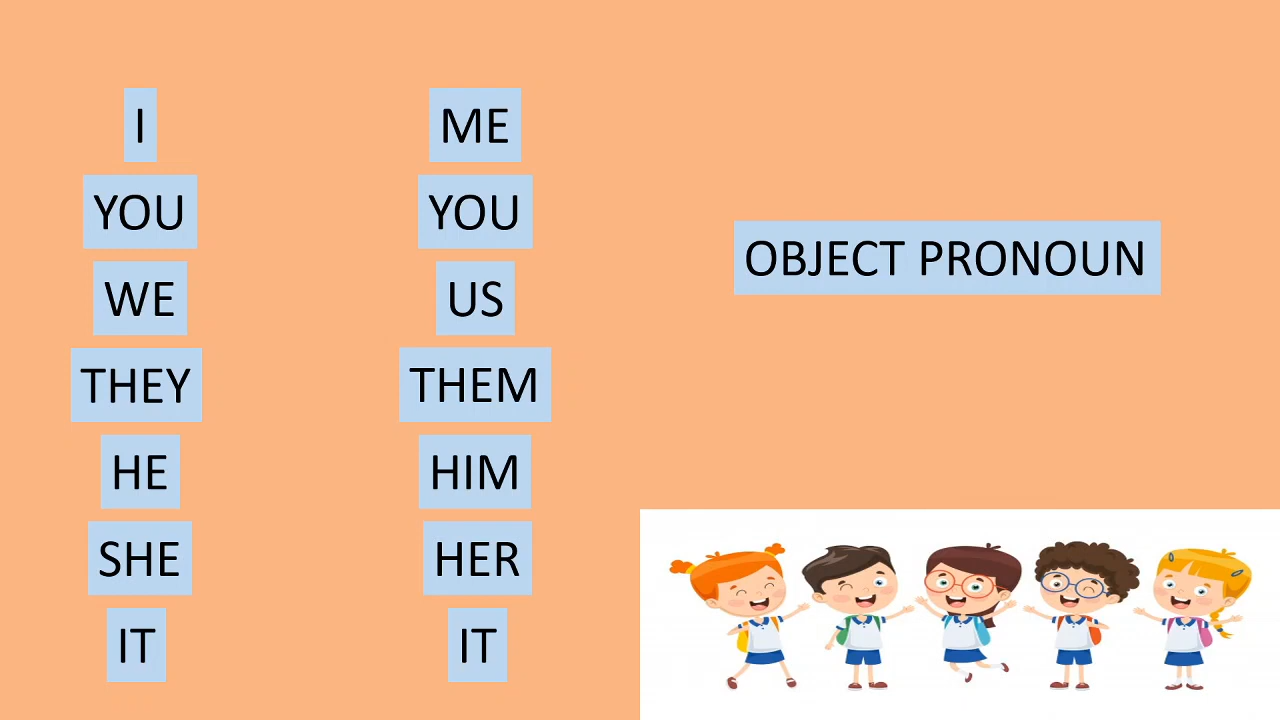 I
YOU
WE
THEY
HE
SHE
IT
ME
YOU
US
THEM
HIM
HER
IT
OBJECT PRONOUN